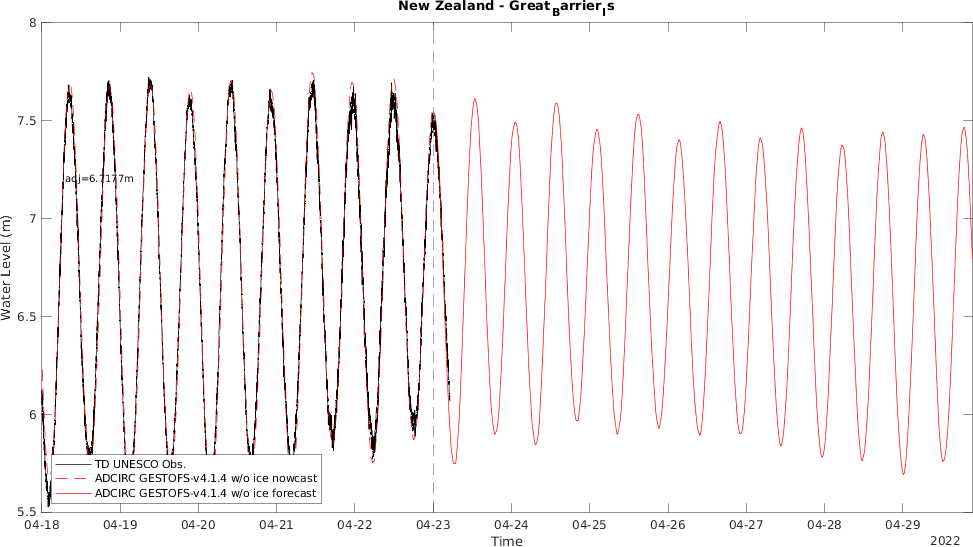 New Zealand - GreatBarrierIs
8
7.5
adj=6.7177m
7
Water Level (m)
6.5
6
5.5
TD UNESCO Obs.
ADCIRC GESTOFS-v4.1.4 w/o ice nowcast
ADCIRC GESTOFS-v4.1.4 w/o ice forecast
04-18 04-19 04-20 04-21 04-22 04-23 04-24 04-25 04-26 04-27 04-28 04-29
Time
2022